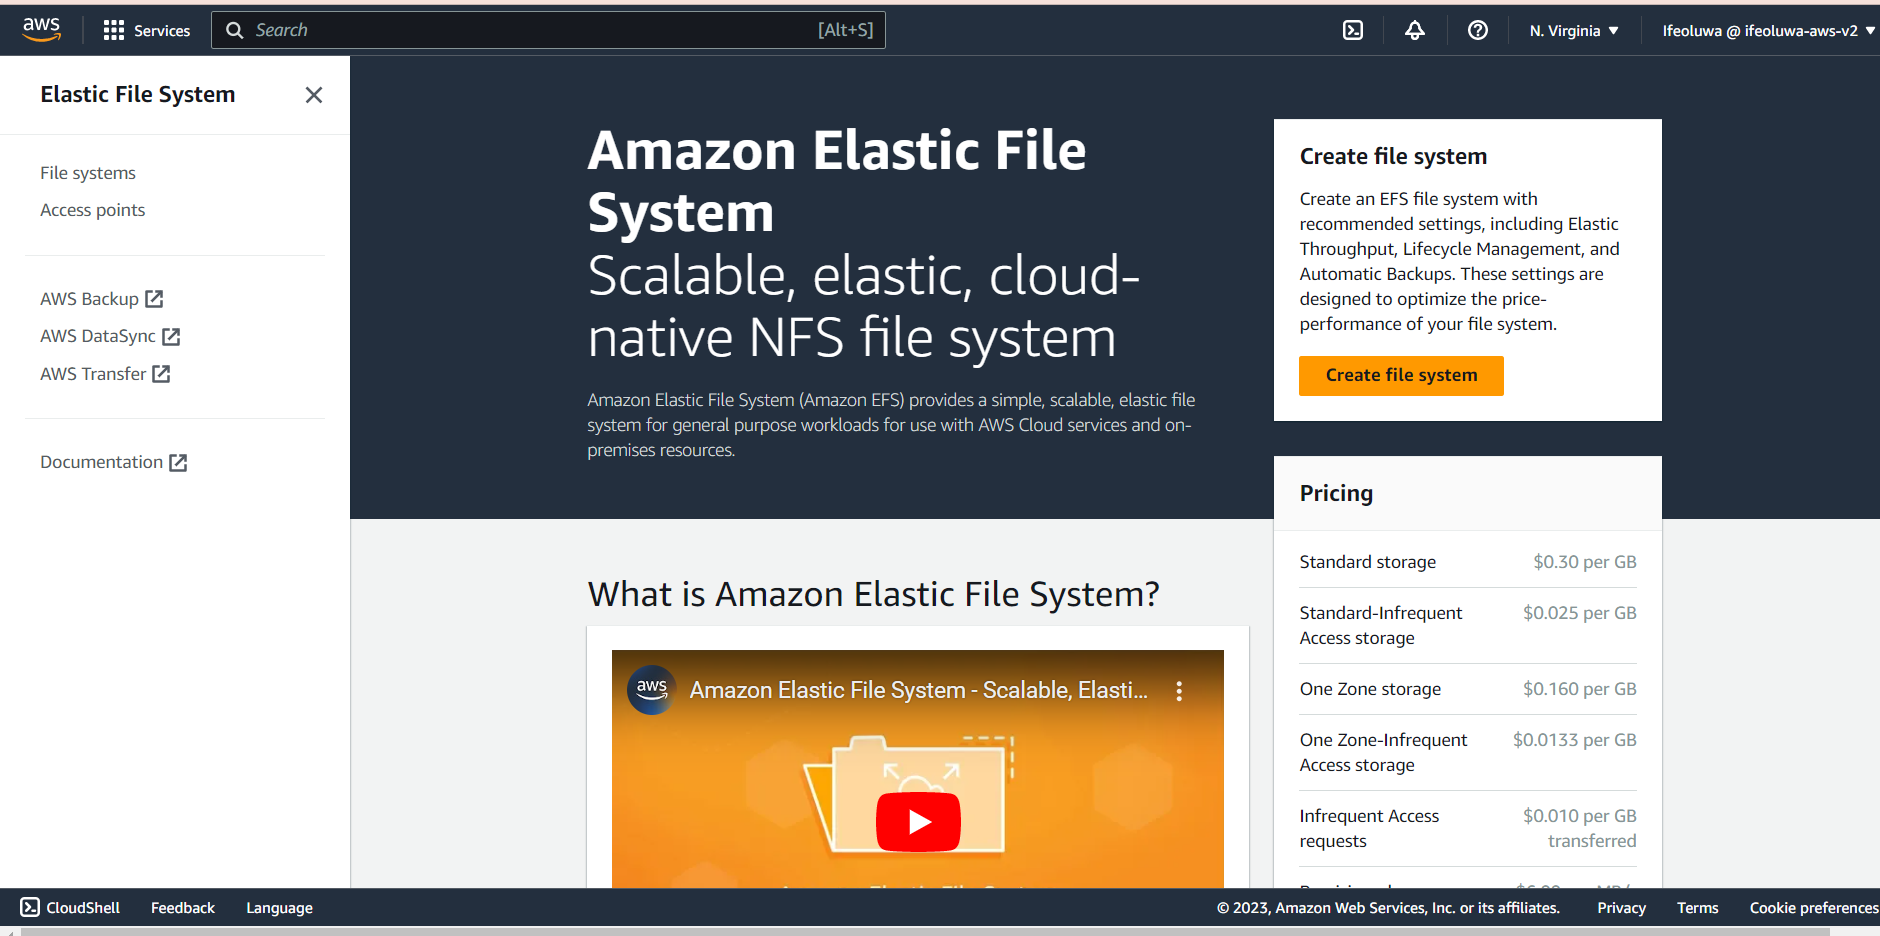 aws
Services
Search
[Alt+S]
N. Virginia
Ifeoluwa @ ifeoluwa-aws-v2
Elastic File System
File systems
Access points
AWS Backup
AWS DataSync
AWS Transfer
Documentation
Amazon Elastic File
System
Scalable, elastic, cloud-
native NFS file system
Amazon Elastic File System (Amazon EFS) provides a simple, scalable, elastic file
system for general purpose workloads for use with AWS Cloud services and on-
premises resources.
Create file system
Create an EFS file system with
recommended settings, including Elastic
Throughput, Lifecycle Management, and
Automatic Backups. These settings are
designed to optimize the price-
performance of your file system.
Create file system
Pricing
Standard storage $0.30 per GB
Standard-Infrequent $0.025 per GB
Access storage
One Zone storage $0.160 per GB
One Zone-Infrequent $0.0133 per GB
Access storage
Infrequent Access $0.010 per GB
requests transferred
What is Amazon Elastic File System?
aws
Amazon Elastic File System - Scalable, Elasti...
CloudShell
Feedback
Language
© 2023, Amazon Web Services, Inc. or its affiliates.
Privacy
Terms
Cookie preferences